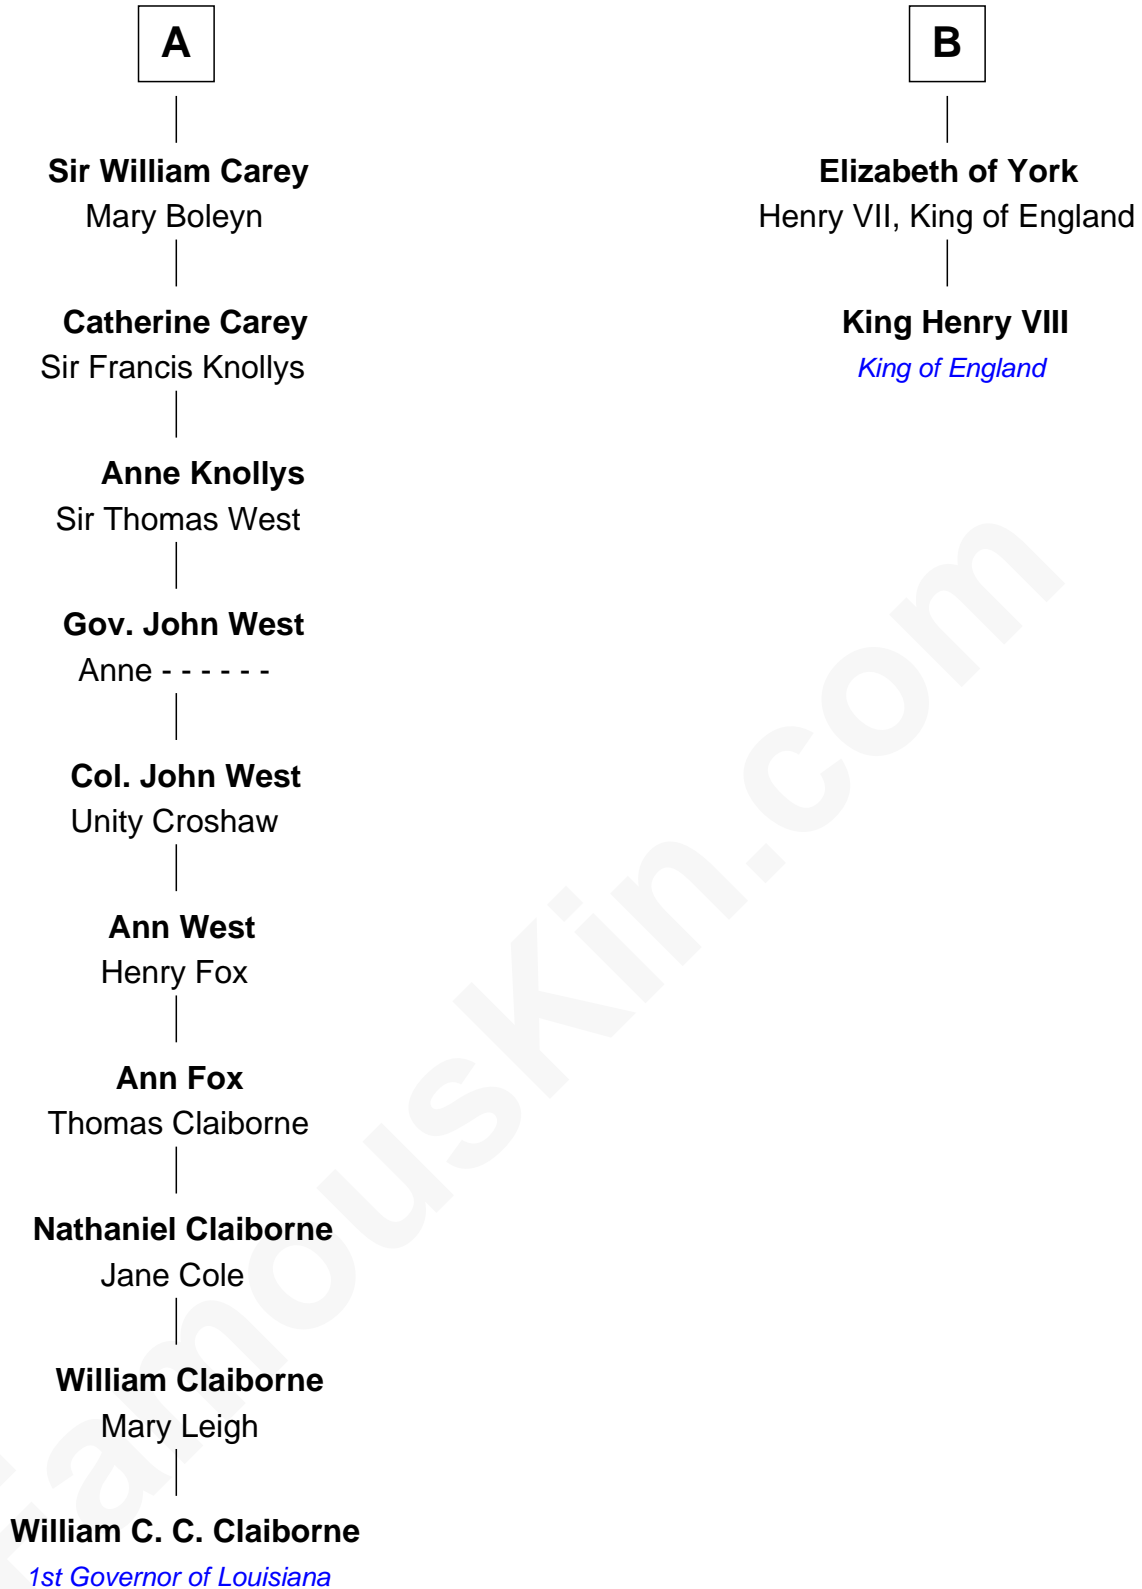 A
Sir William Carey
Mary Boleyn
Catherine Carey
Sir Francis Knollys
Anne Knollys
Sir Thomas West
Gov. John West
Anne - - - - - -
Col. John West
Unity Croshaw
Ann West
Henry Fox
Ann Fox
Thomas Claiborne
Nathaniel Claiborne
Jane Cole
William Claiborne
Mary Leigh
William C. C. Claiborne
1st Governor of Louisiana
B
Elizabeth of York
Henry VII, King of England
King Henry VIII
King of England
FamousKin.com